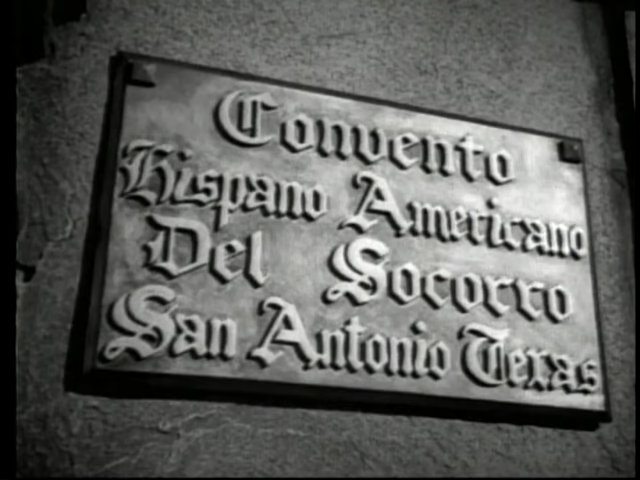 Convento
Hispano Americano
Del Socorro
San Antonio Texas